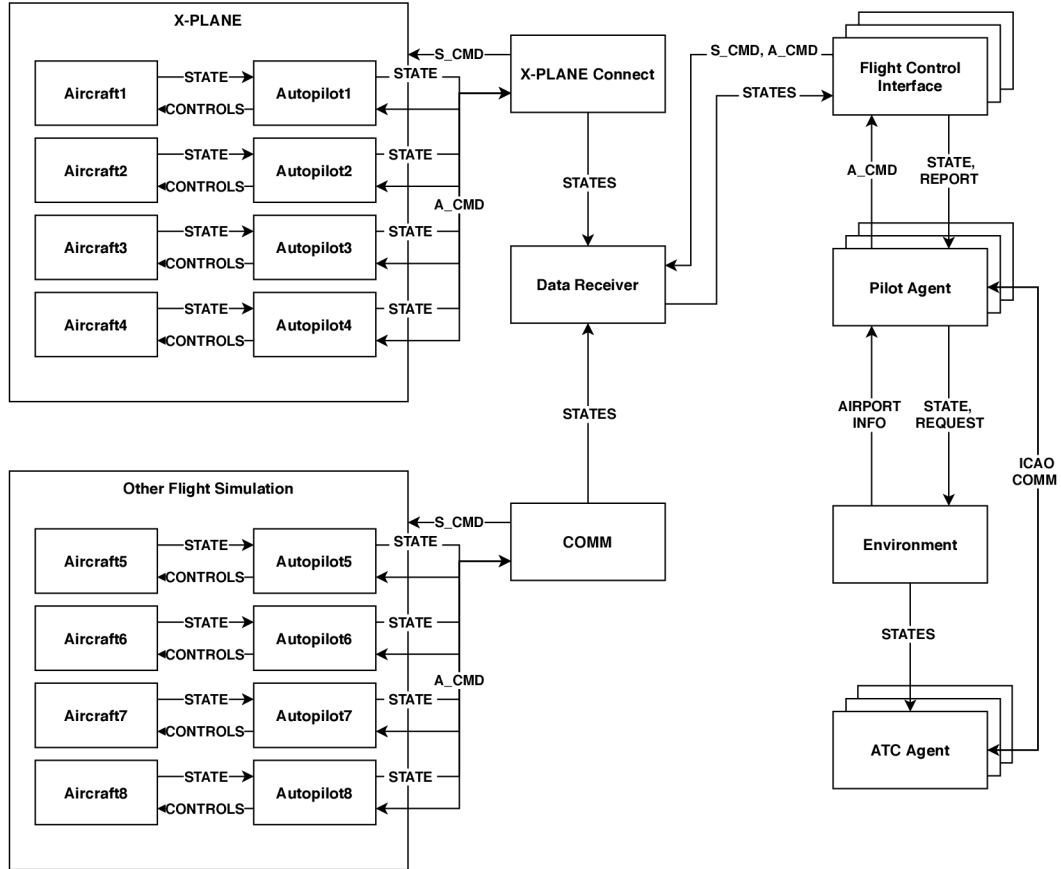 X-PLANE
Aircraft1
STATE
CONTROLS
Autopilot1
STATE
Aircraft2
STATE
CONTROLS
Autopilot2
STATE
Aircraft3
STATE
CONTROLS
Autopilot3
STATE
Aircraft4
STATE
CONTROLS
Autopilot4
STATE
A_CMD
S_CMD
X-PLANE Connect
STATES
Data Receiver
STATES
S_CMD, A_CMD
STATES
Flight Control
Interface
A_CMD
STATE,
REPORT
Pilot Agent
AIRPORT
INFO
STATE,
REQUEST
ICAO
COMM
Environment
STATES
ATC Agent
Other Flight Simulation
Aircraft5
STATE
CONTROLS
Autopilot5
STATE
Aircraft6
STATE
CONTROLS
Autopilot6
STATE
Aircraft7
STATE
CONTROLS
Autopilot7
STATE
Aircraft8
STATE
CONTROLS
Autopilot8
STATE
A_CMD
S_CMD
COMM